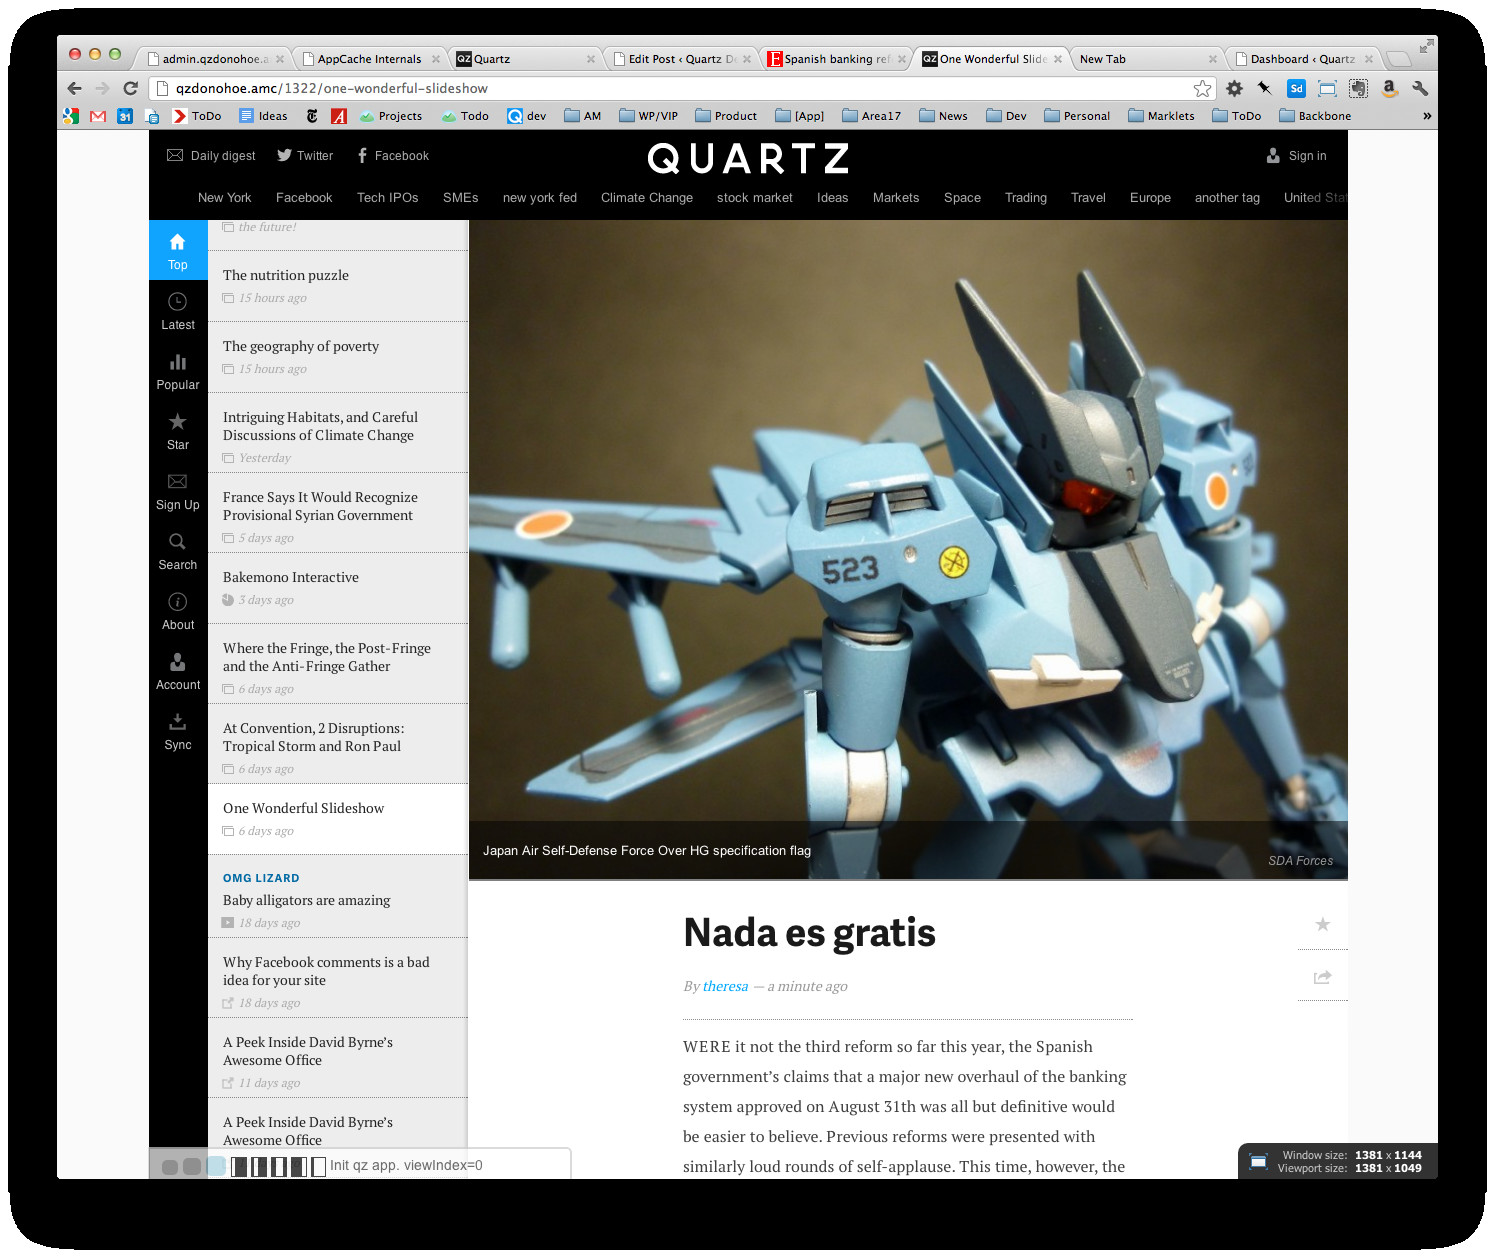 admin.qzdonohoe.a
AppCache Internals
QZ Quartz
Edit Post ‹ Quartz De
E Spanish banking ref
QZ One Wonderful Slide
New Tab
Dashboard ‹ Quartz
qzdonohoe.amc/1322/one-wonderful-slideshow
Sd
31
ToDo
Ideas
Projects
Todo
dev
AM
WP/VIP
Product
[App]
Area17
News
Dev
Personal
Marklets
ToDo
Backbone
»
Daily digest
Twitter
Facebook
QUARTZ
Sign in
New York
Facebook
Tech IPOs
SMEs
new york fed
Climate Change
stock market
Ideas
Markets
Space
Trading
Travel
Europe
another tag
United Stat
Top
Latest
Popular
Star
Sign Up
Search
About
Account
Sync
the future!
The nutrition puzzle
15 hours ago
The geography of poverty
15 hours ago
Intriguing Habitats, and Careful
Discussions of Climate Change
Yesterday
France Says It Would Recognize
Provisional Syrian Government
5 days ago
Bakemono Interactive
3 days ago
Where the Fringe, the Post-Fringe
and the Anti-Fringe Gather
6 days ago
At Convention, 2 Disruptions:
Tropical Storm and Ron Paul
6 days ago
One Wonderful Slideshow
6 days ago
OMG LIZARD
Baby alligators are amazing
18 days ago
Why Facebook comments is a bad
idea for your site
18 days ago
A Peek Inside David Byrne's
Awesome Office
11 days ago
A Peek Inside David Byrne's
Awesome Office
523
Japan Air Self-Defense Force Over HG specification flag
SDA Forces
Nada es gratis
By theresa — a minute ago
WERE it not the third reform so far this year, the Spanish
government's claims that a major new overhaul of the banking
system approved on August 31th was all but definitive would
be easier to believe. Previous reforms were presented with
similarly loud rounds of self-applause. This time, however, the
Init qz app. viewIndex=0
Window size: 1381 x 1144
Viewport size: 1381 x 1049